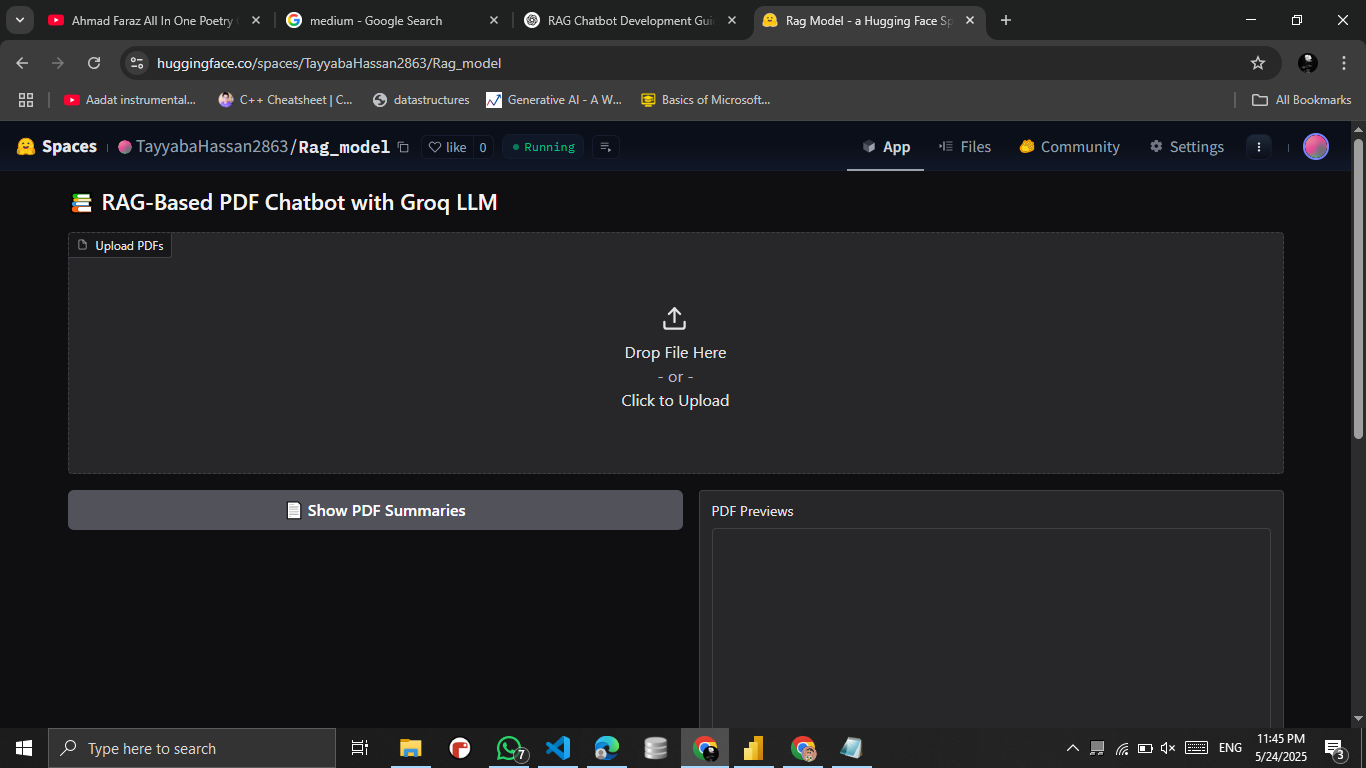 Ahmad Faraz All In One Poetry
medium - Google Search
RAG Chatbot Development Gui
Rag Model - a Hugging Face Sp
huggingface.co/spaces/TayyabaHassan2863/Rag_model
Aadat instrumental...
C++ Cheatsheet | C...
datastructures
Generative AI - A W...
Basics of Microsoft...
All Bookmarks
Spaces
TayyabaHassan2863/Rag_model
like
0
Running
App
Files
Community
Settings
RAG-Based PDF Chatbot with Groq LLM
Upload PDFs
Drop File Here
- or -
Click to Upload
Show PDF Summaries
PDF Previews
Type here to search
7
ENG
11:45 PM
5/24/2025
3